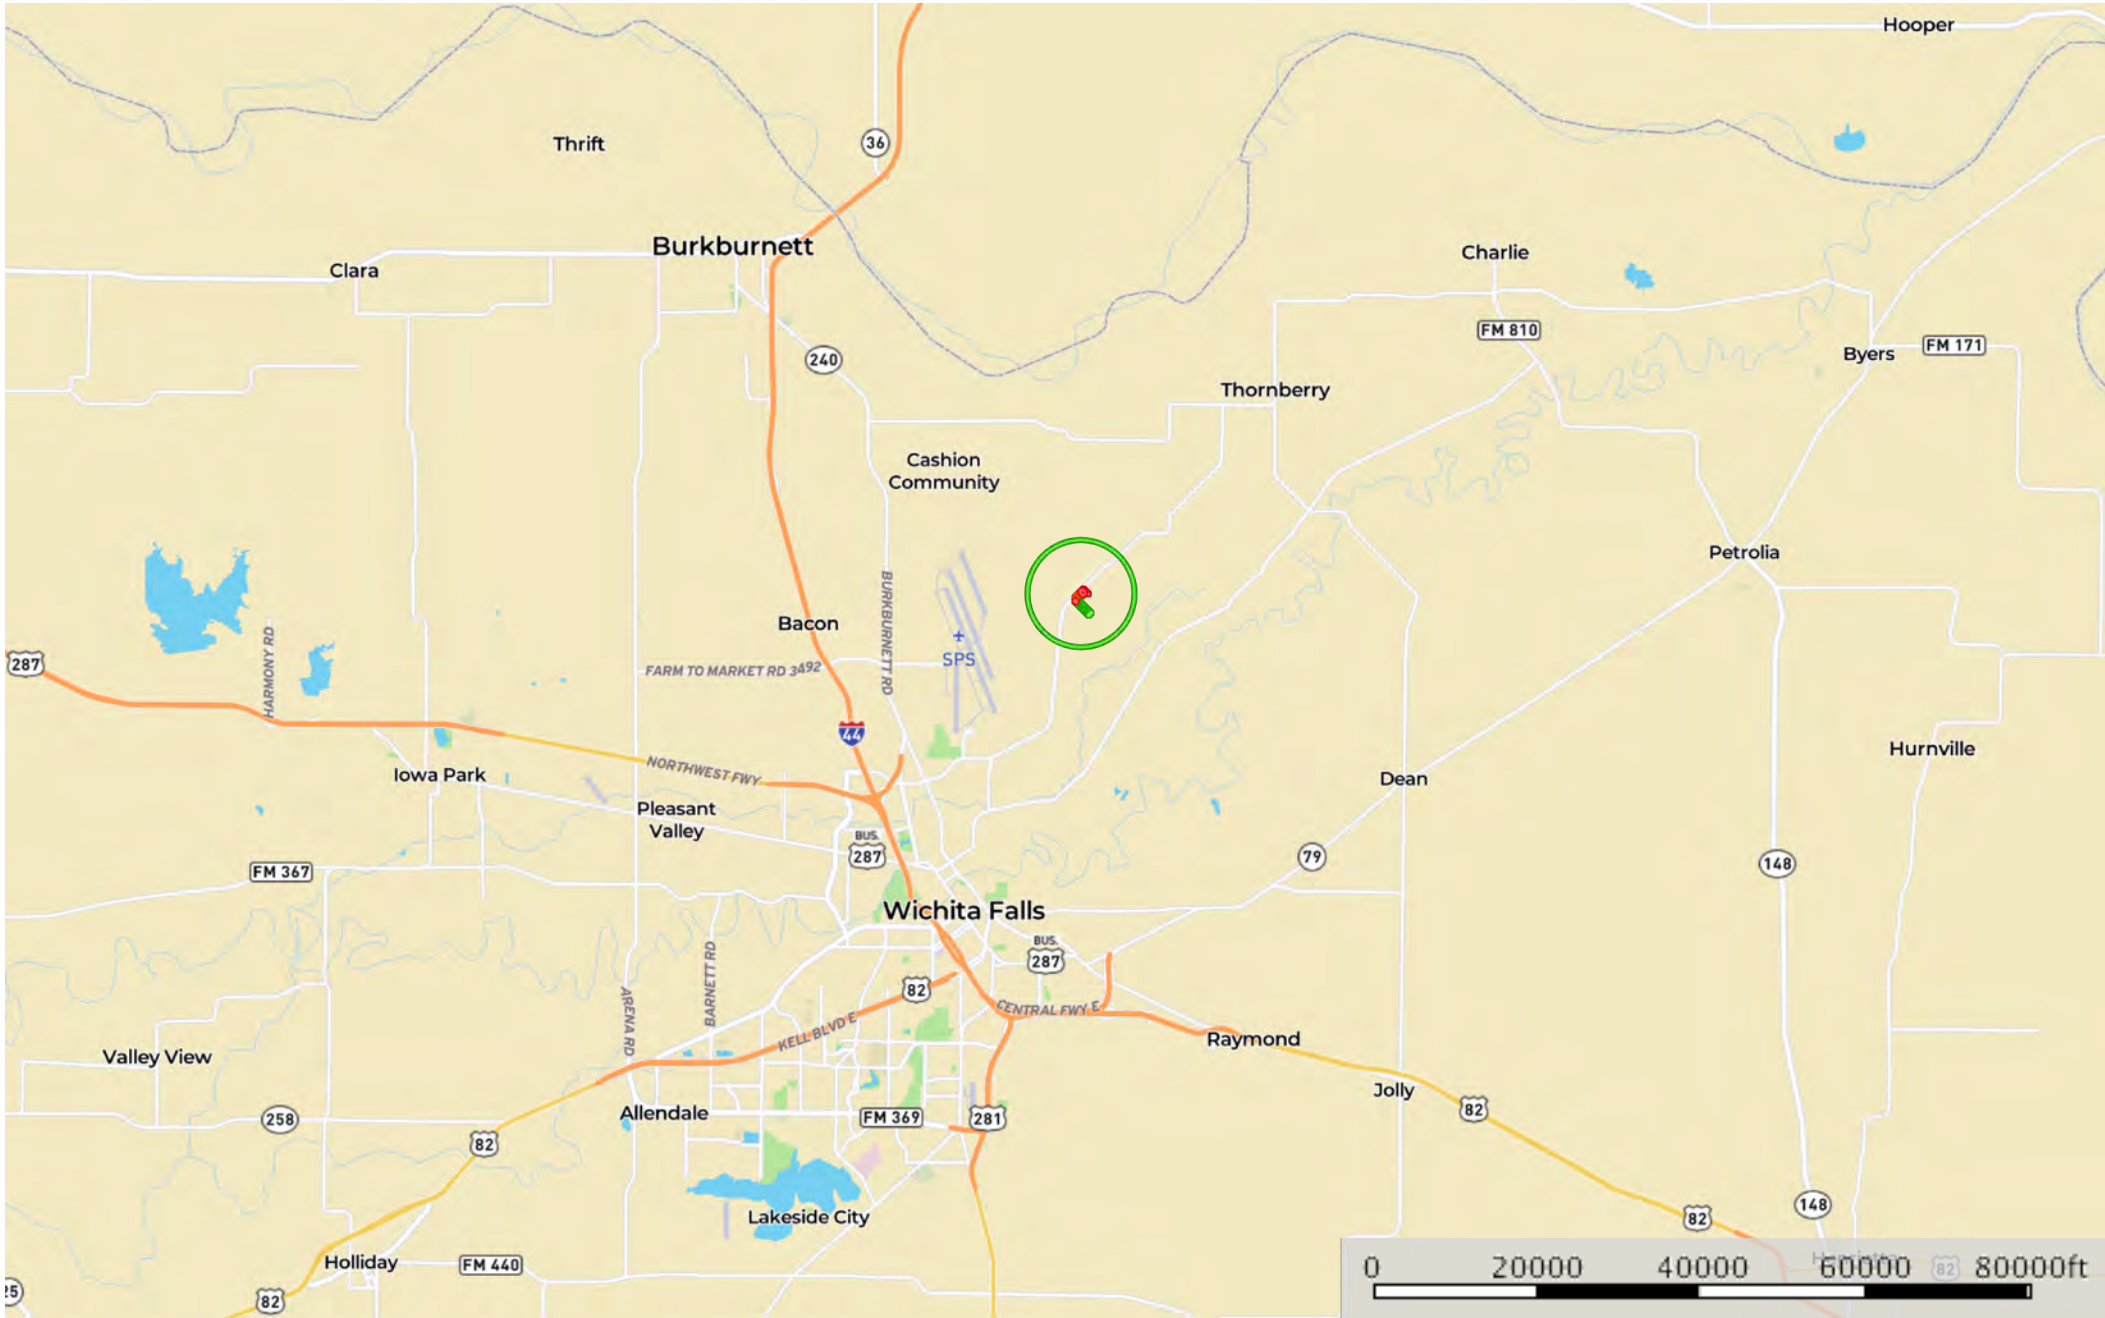 Hooper
36
Thrift
Burkburnett
Clara
Charlie
FM 810
240
Byers
FM 171
Thornberry
Cashion
Community
Petrolia
BURKBURNETT RD
Bacon
HARMONY RD
SPS
287
FARM TO MARKET RD 3492
44
Hurnville
NORTHWEST FWY
Iowa Park
Dean
Pleasant
Valley
BUS.
287
79
148
FM 367
Wichita Falls
BUS.
287
BARNETT RD
82
ARENA RD
CENTRAL FWY E
KELL BLVD E
Raymond
Valley View
Jolly
82
258
Allendale
FM 369
281
82
148
Lakeside City
82
Holliday
FM 440
Henrietta
82
0 20000 40000 60000 80000ft
25
82